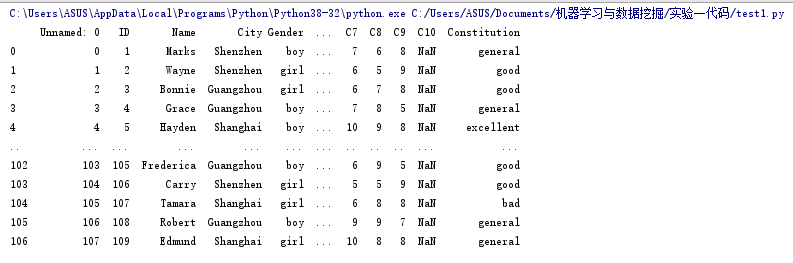 C:\Users\ASUS\AppData\Local\Programs\Python\Python38-32\python.exe C:/Users/ASUS/Documents/机器学习与数据挖掘/实验一代码/test1.py
Unnamed: 0 ID Name City Gender ... C7 C8 C9 C10 Constitution
0 0 1 Marks Shenzhen boy ... 7 6 8 NaN general
1 1 2 Wayne Shenzhen girl ... 6 5 9 NaN good
2 2 3 Bonnie Guangzhou girl ... 6 7 8 NaN good
3 3 4 Grace Guangzhou boy ... 7 8 5 NaN general
4 4 5 Hayden Shanghai boy ... 10 9 8 NaN excellent
.. ... ... ... ... ... ... ... .. .. ... ...
102 103 105 Frederica Guangzhou boy ... 6 9 5 NaN good
103 104 106 Carry Shenzhen girl ... 5 5 9 NaN good
104 105 107 Tamara Shanghai girl ... 6 8 8 NaN bad
105 106 108 Robert Guangzhou boy ... 9 9 7 NaN general
106 107 109 Edmund Shanghai girl ... 10 8 8 NaN general